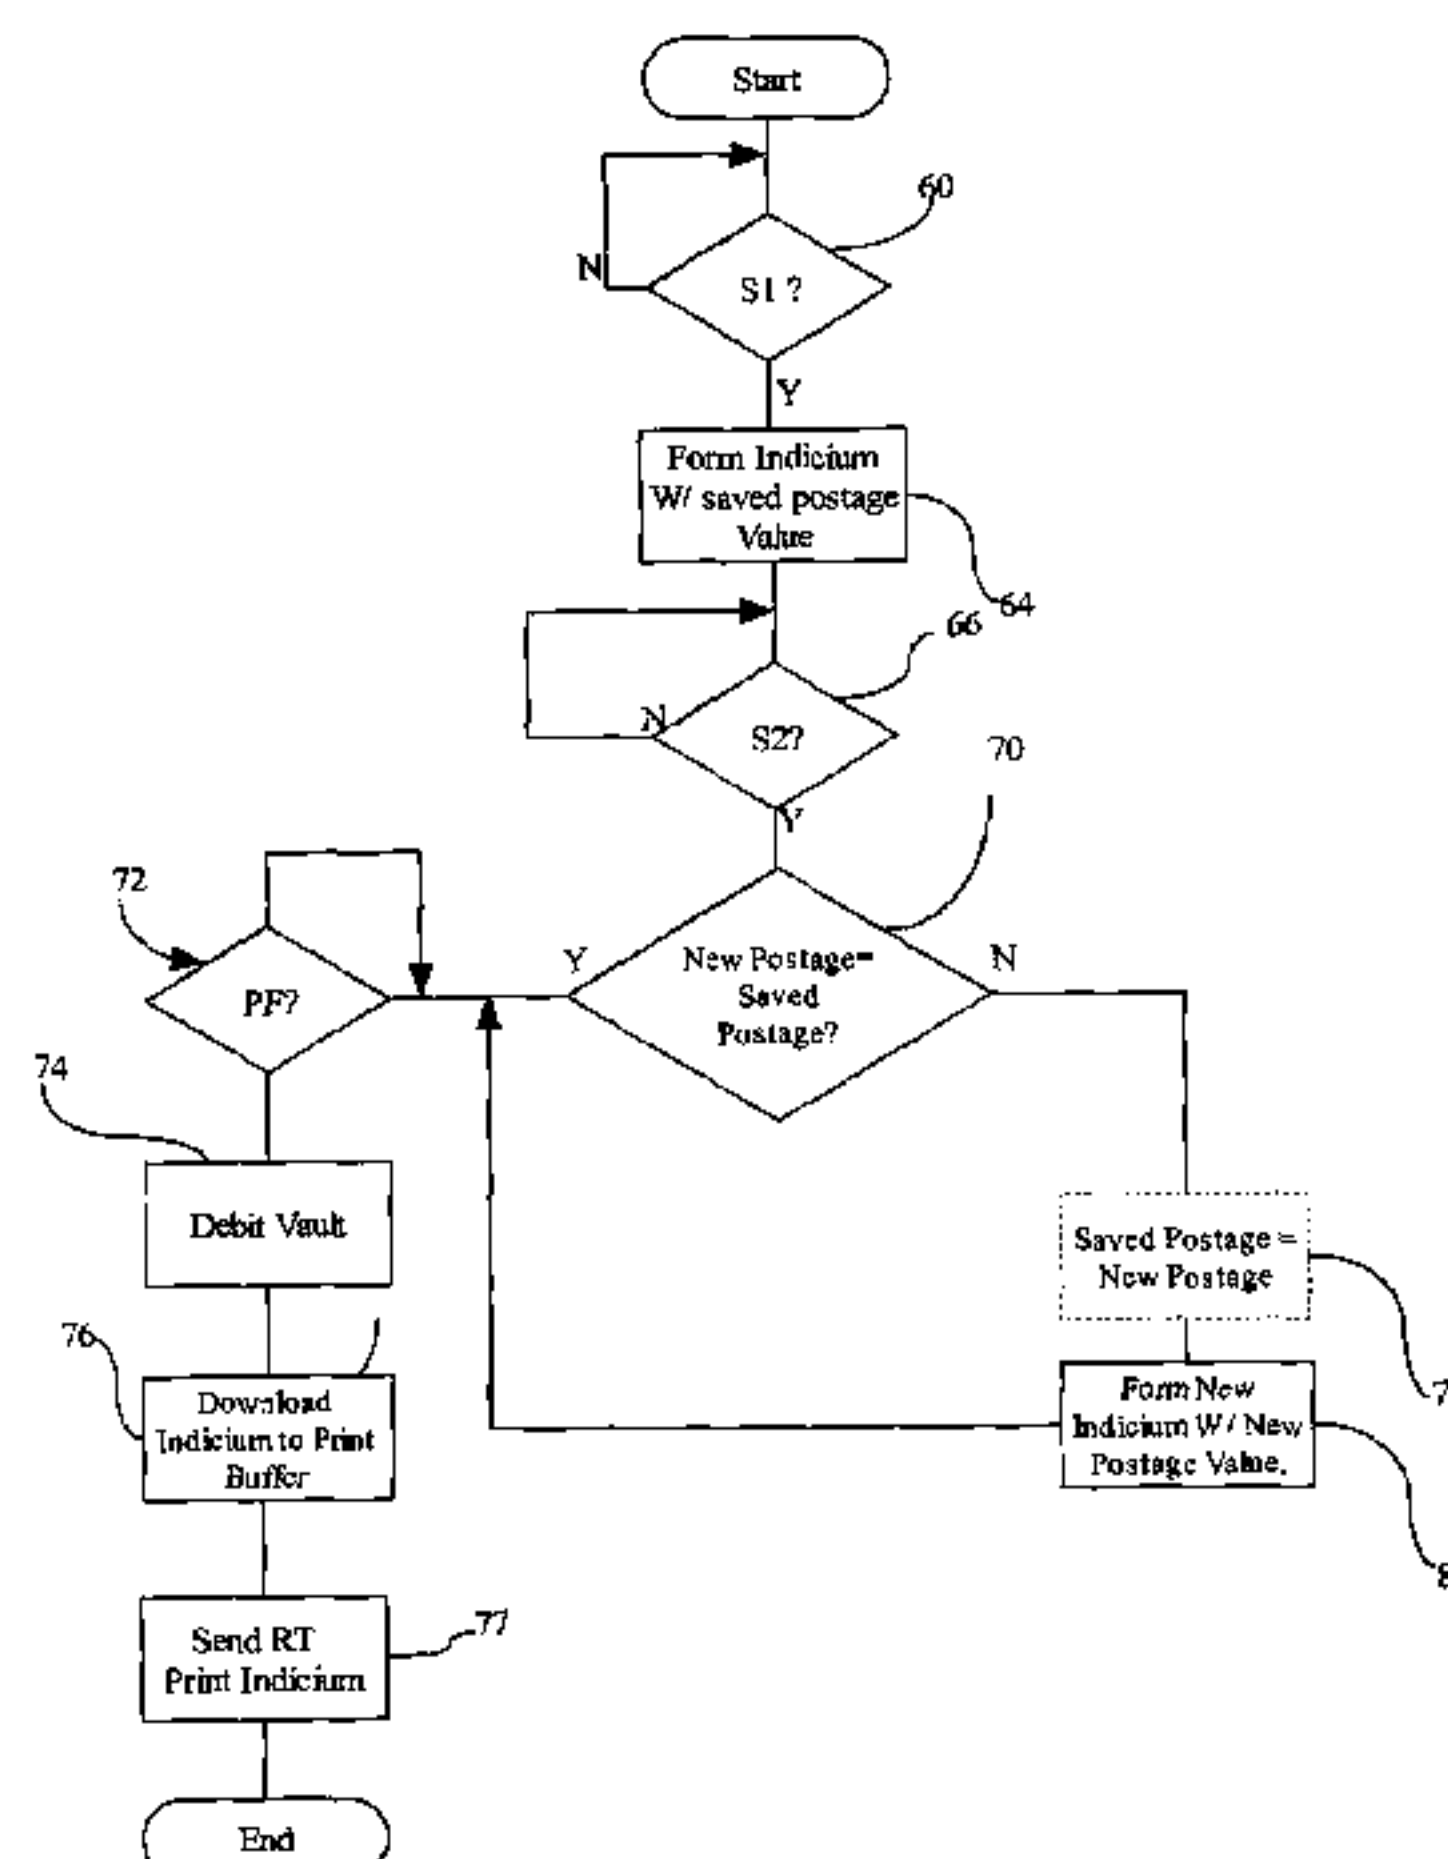 Start
60
N
S1 ?
Y
Form Indicium
W/ saved postage
Value
64
66
N
S2?
Y
70
72
Y
New Postage=
Saved
Postage?
N
PF?
74
Debit Vault
Saved Postage =
New Postage
76
7
Download
Indicium to Print
Buffer
Form New
Indicium W/ New
Postage Value.
8
Send RT
Print Indicium
77
End